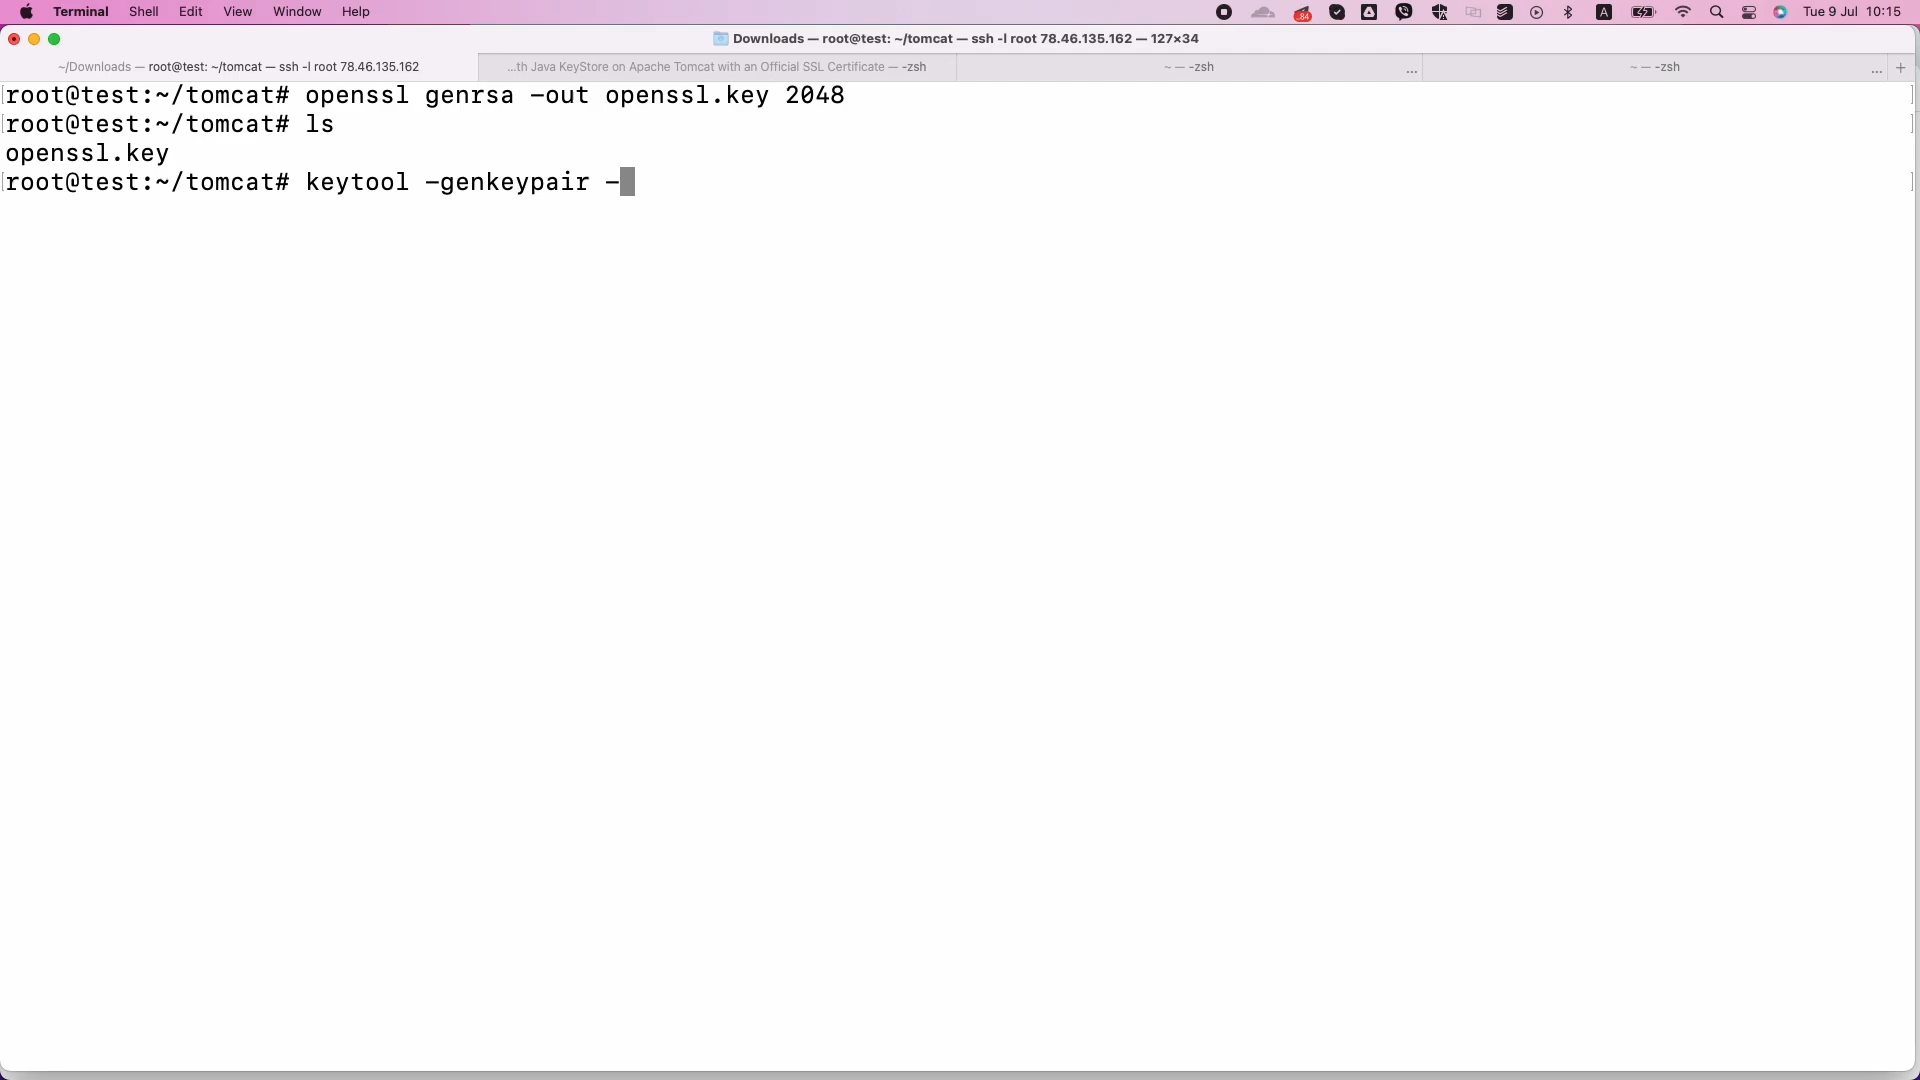 Terminal Shell Edit View Window Help 84 A Tue 9 Jul 10:15
Downloads — root@test: ~/tomcat — ssh -l root 78.46.135.162 — 127×34
~/Downloads — root@test: ~/tomcat — ssh -l root 78.46.135.162 ...th Java KeyStore on Apache Tomcat with an Official SSL Certificate — -zsh ~ — -zsh ... ~ — -zsh ... +
[root@test:~/tomcat# openssl genrsa -out openssl.key 2048 ]
[root@test:~/tomcat# ls ]
openssl.key
[root@test:~/tomcat# keytool -genkeypair - ]